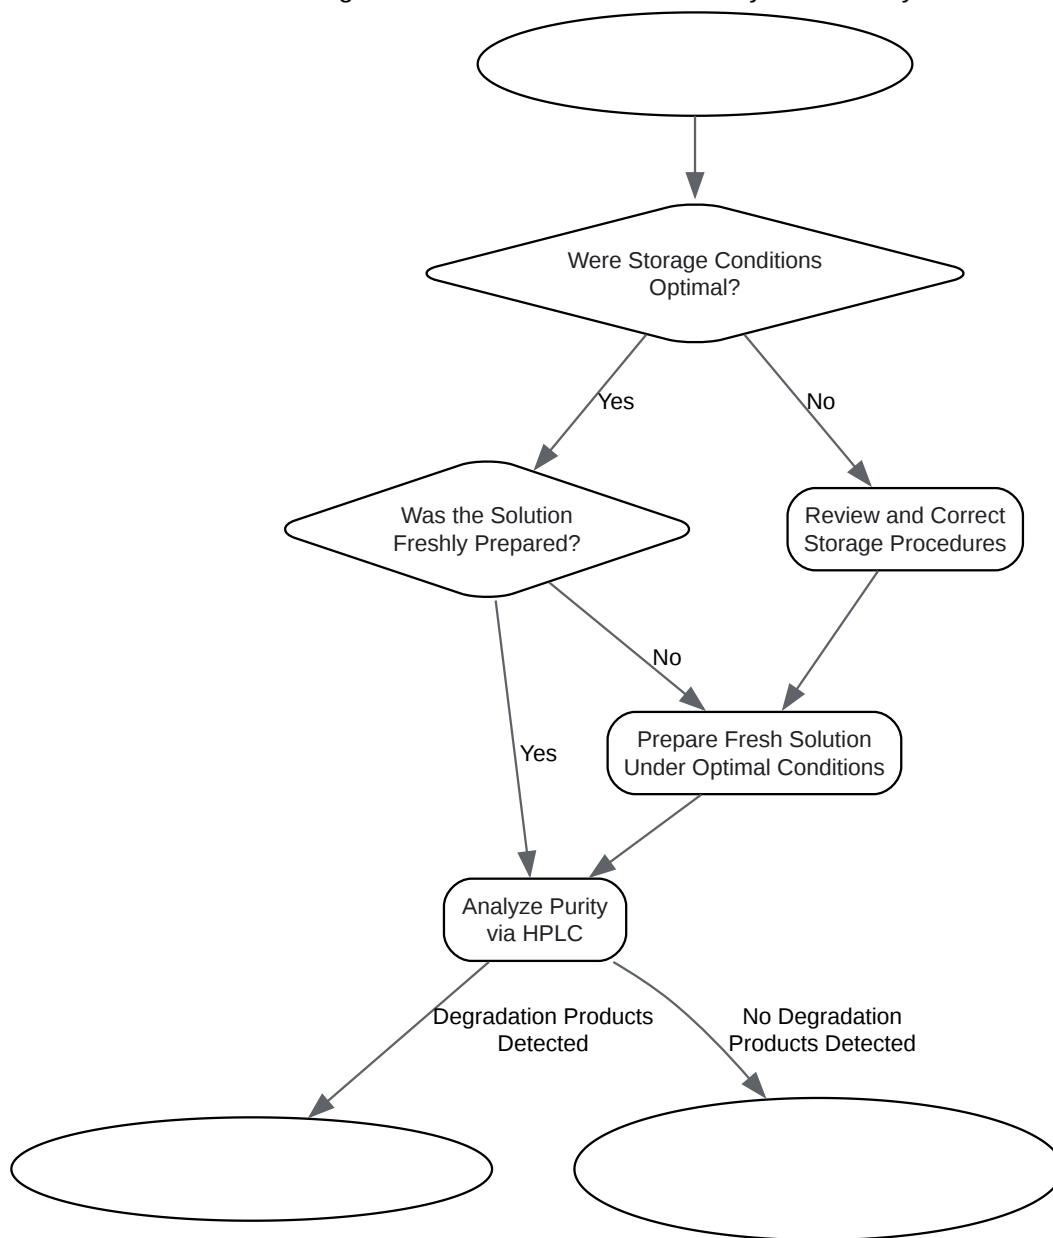 Were Storage Conditions
Optimal?
Yes
No
Was the Solution
Freshly Prepared?
Review and Correct
Storage Procedures
No
Prepare Fresh Solution
Under Optimal Conditions
Yes
Analyze Purity
via HPLC
Degradation Products
Detected
No Degradation
Products Detected